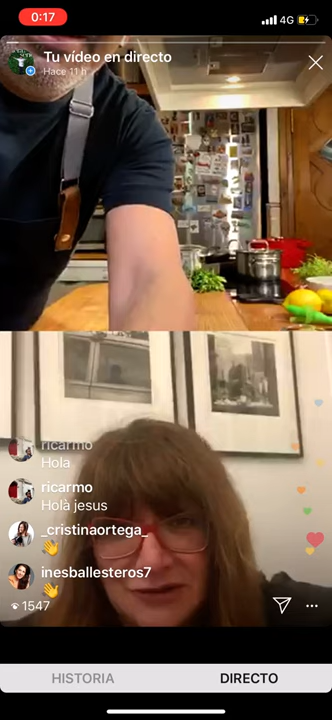 0:17
4G
Tu vídeo en directo
Hace 11 h
ricarmo
Hola
ricarmo
Holà jesus
_cristinaortega_
👋
inesballesteros7
👋
1547
HISTORIA
DIRECTO